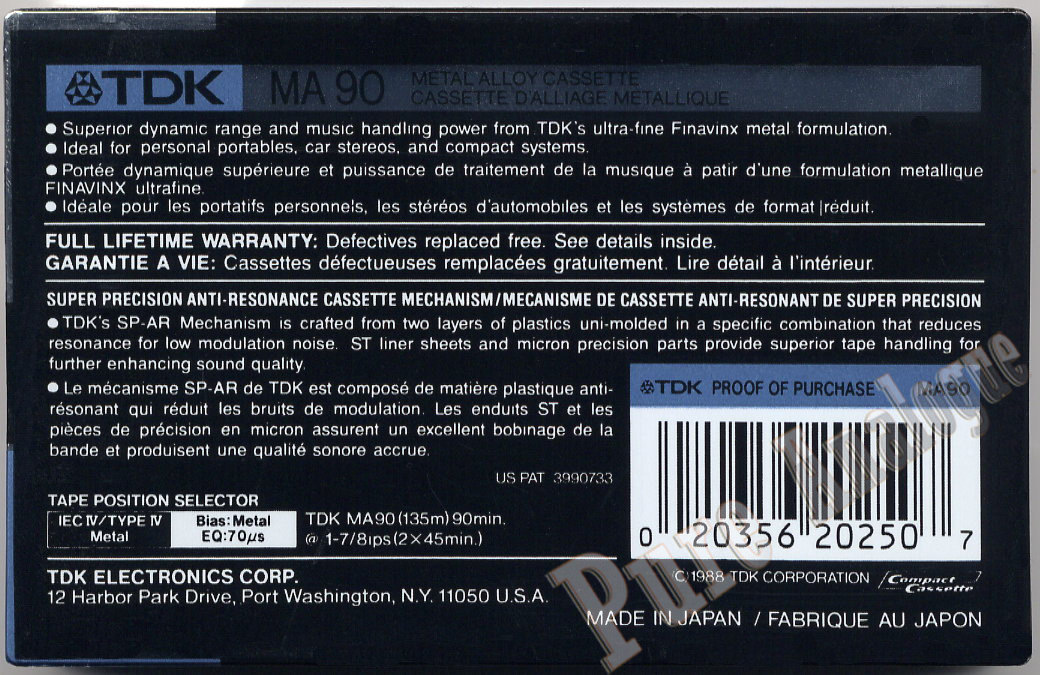 TDK MA 90 METAL ALLOY CASSETTE
CASSETTE D'ALLIAGE METALLIQUE
● Superior dynamic range and music handling power from TDK's ultra-fine Finavinx metal formulation.
● Ideal for personal portables, car stereos, and compact systems.
● Portée dynamique supérieure et puissance de traitement de la musique à patir d'une formulation metallique
FINAVINX ultrafine.
● Idéale pour les portatifs personnels, les stéréos d'automobiles et les systèmes de format réduit.
FULL LIFETIME WARRANTY: Defectives replaced free. See details inside.
GARANTIE A VIE: Cassettes défectueuses remplacées gratuitement. Lire détail à l'intérieur.
SUPER PRECISION ANTI-RESONANCE CASSETTE MECHANISM/MECANISME DE CASSETTE ANTI-RESONANT DE SUPER PRECISION
● TDK's SP-AR Mechanism is crafted from two layers of plastics uni-molded in a specific combination that reduces
resonance for low modulation noise. ST liner sheets and micron precision parts provide superior tape handling for
further enhancing sound quality.
● Le mécanisme SP-AR de TDK est composé de matière plastique anti-
résonant qui réduit les bruits de modulation. Les enduits ST et les
pièces de précision en micron assurent un excellent bobinage de la
bande et produisent une qualité sonore accrue.
US PAT 3990733
TAPE POSITION SELECTOR
IEC IV/TYPE IV
Metal
Bias: Metal
EQ: 70μs
TDK MA90 (135m) 90min.
@ 1-7/8ips (2×45min.)
TDK ELECTRONICS CORP.
12 Harbor Park Drive, Port Washington, N.Y. 11050 U.S.A.
TDK PROOF OF PURCHASE MA90
0 20356 20250 7
©1988 TDK CORPORATION Compact
Cassette
MADE IN JAPAN / FABRIQUE AU JAPON
Pure Analogue